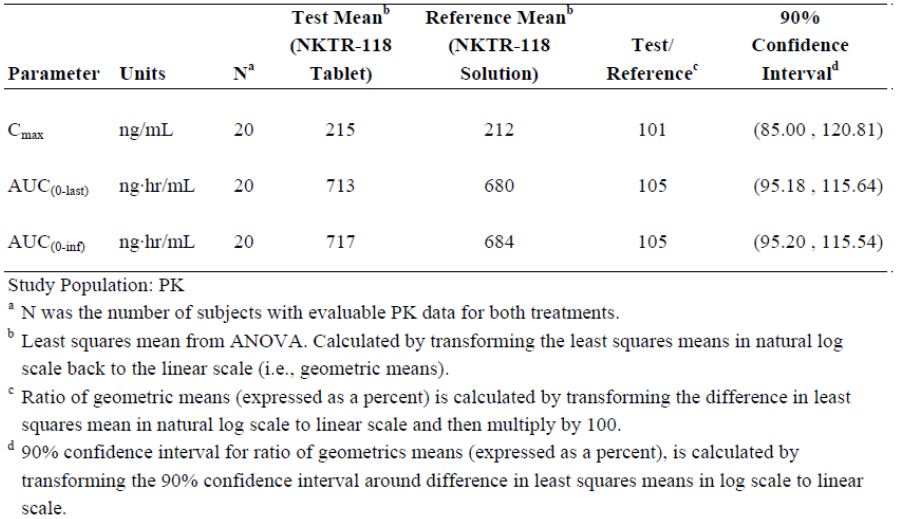 Parameter Units Nᵃ Test Meanᵇ (NKTR-118 Tablet) Reference Meanᵇ (NKTR-118 Solution) Test/ Referenceᶜ 90% Confidence Intervalᵈ
Cmax ng/mL 20 215 212 101 (85.00 , 120.81)
AUC(0-last) ng·hr/mL 20 713 680 105 (95.18 , 115.64)
AUC(0-inf) ng·hr/mL 20 717 684 105 (95.20 , 115.54)
Study Population: PK
ᵃ N was the number of subjects with evaluable PK data for both treatments.
ᵇ Least squares mean from ANOVA. Calculated by transforming the least squares means in natural log
scale back to the linear scale (i.e., geometric means).
ᶜ Ratio of geometric means (expressed as a percent) is calculated by transforming the difference in least
squares mean in natural log scale to linear scale and then multiply by 100.
ᵈ 90% confidence interval for ratio of geometrics means (expressed as a percent), is calculated by
transforming the 90% confidence interval around difference in least squares means in log scale to linear
scale.